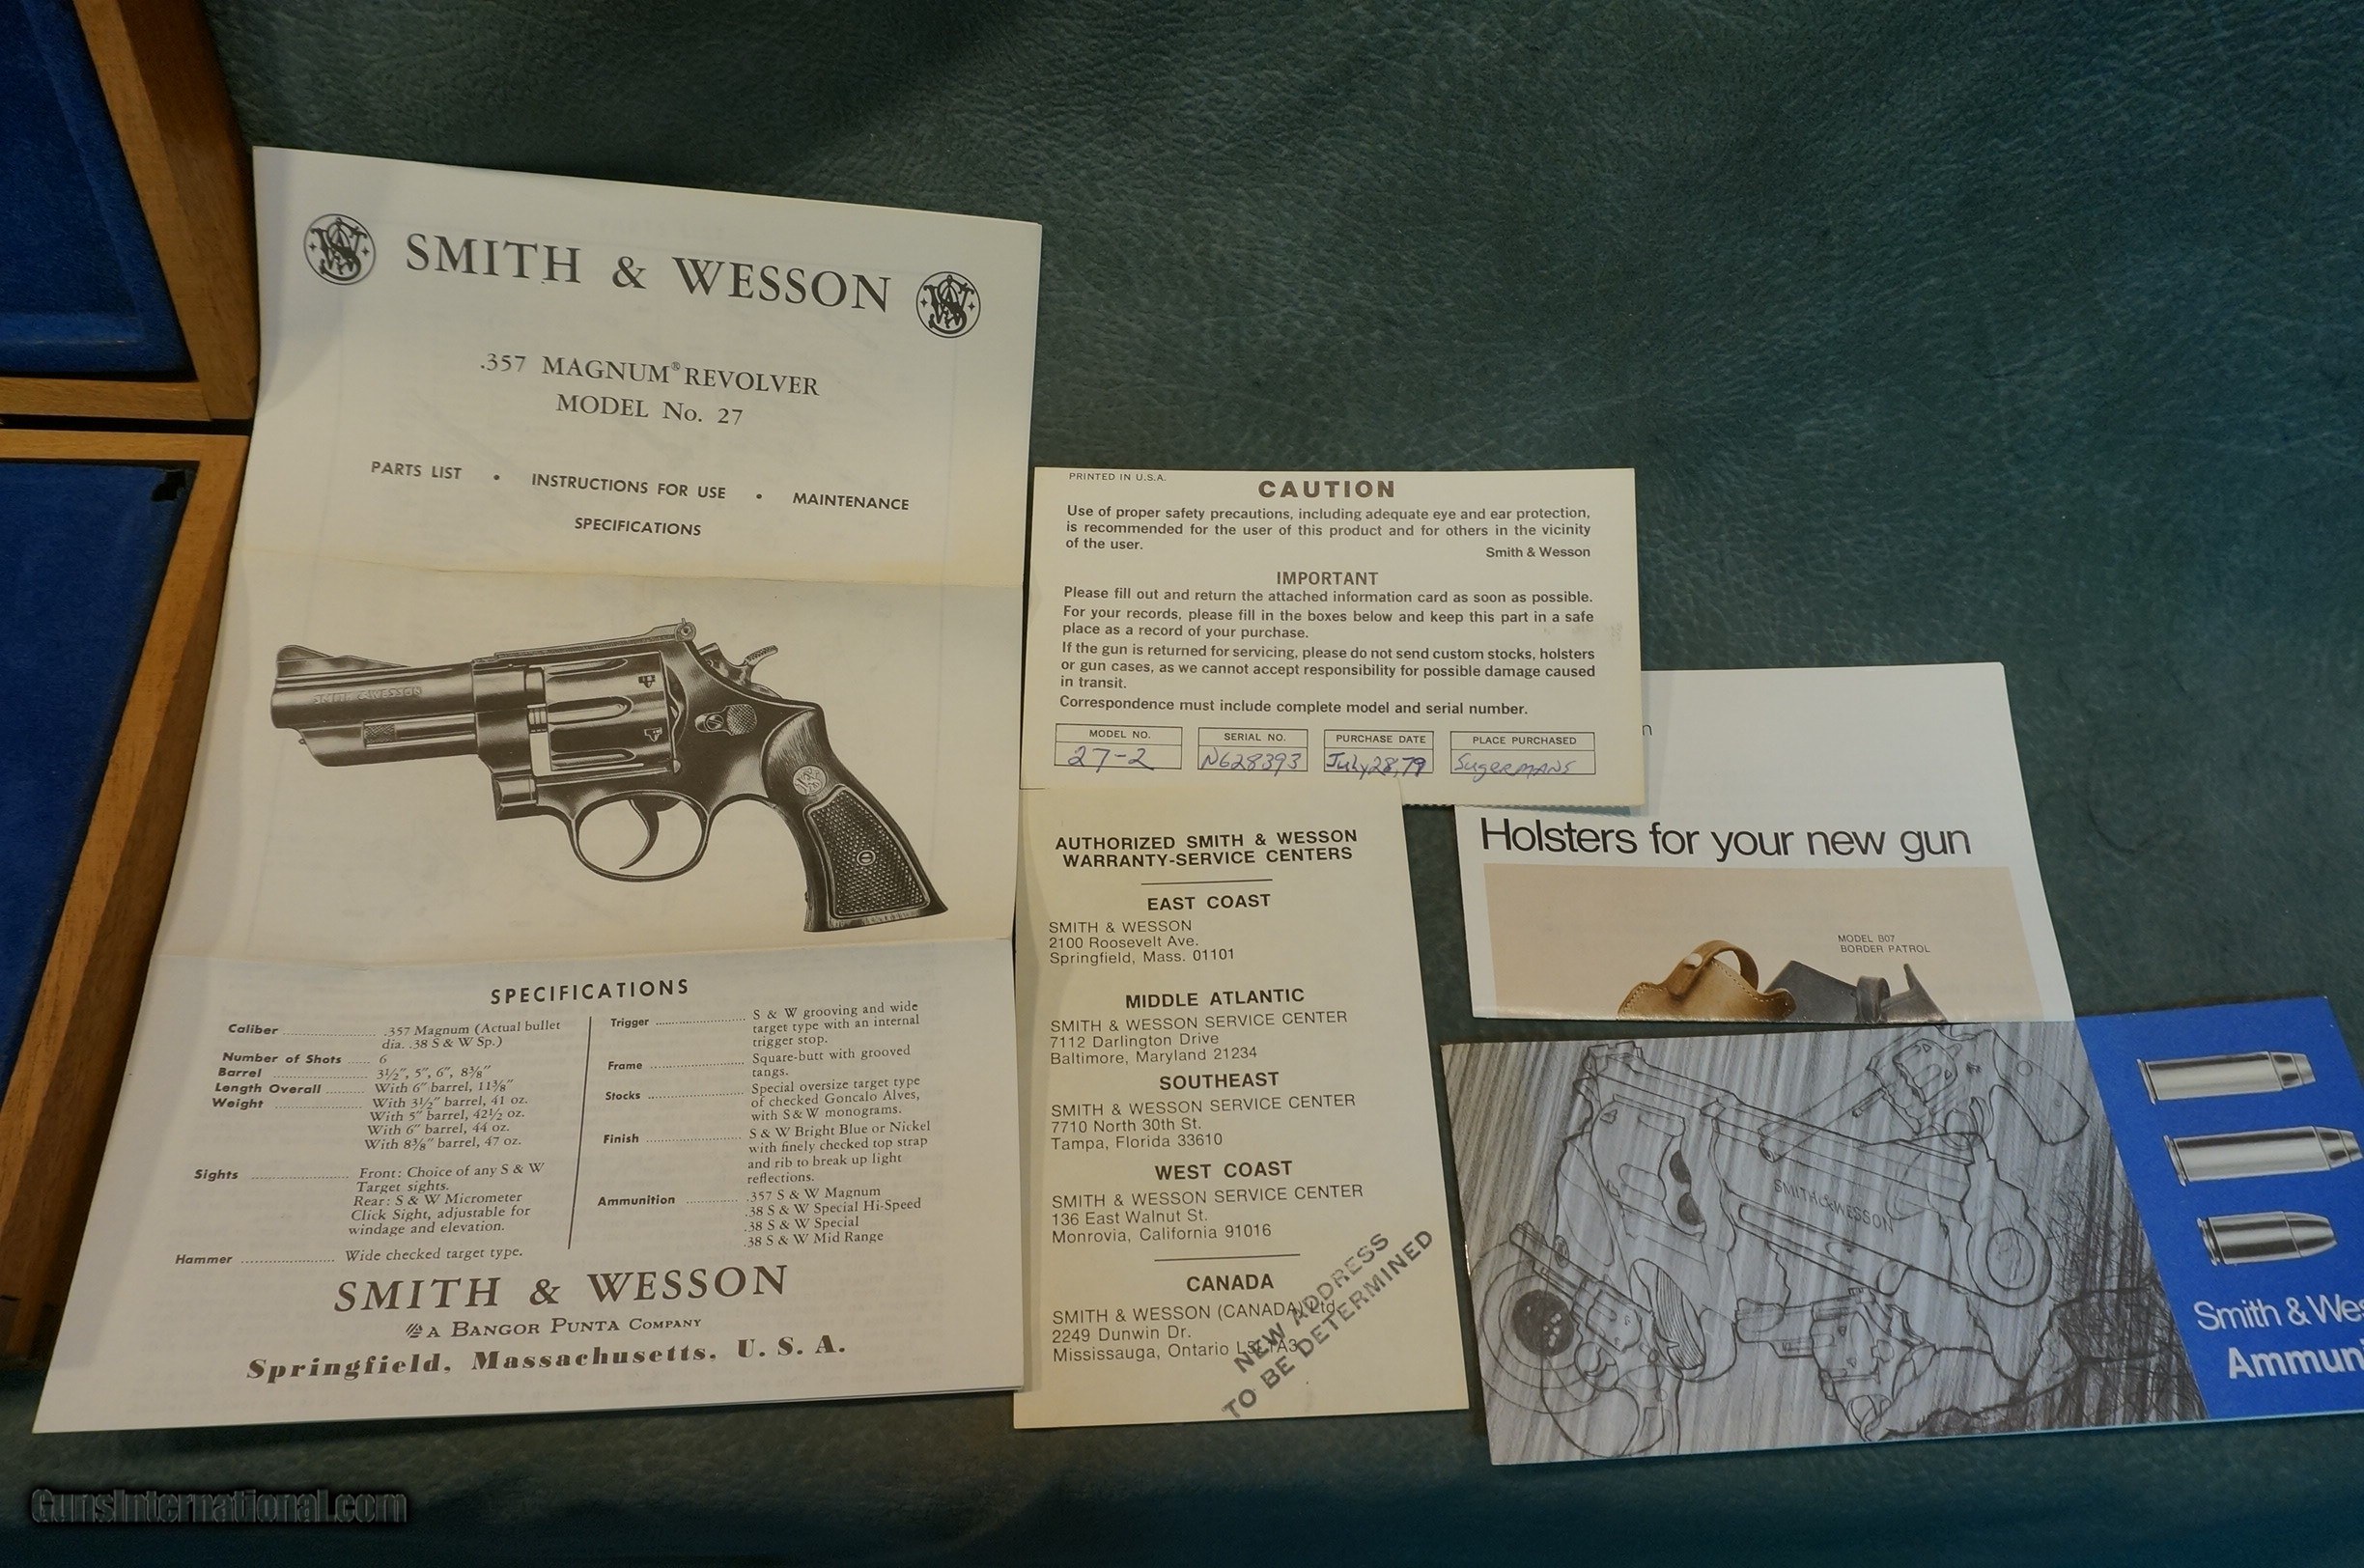 SMITH & WESSON
.357 MAGNUM® REVOLVER
MODEL No. 27
PARTS LIST • INSTRUCTIONS FOR USE • MAINTENANCE
SPECIFICATIONS
SMITH & WESSON
SPECIFICATIONS
Caliber .......... .357 Magnum (Actual bullet
dia. .38 S & W Sp.)
Number of Shots ...... 6
Barrel .......... 3½", 5", 6", 8⅜"
Length Overall ....... With 6" barrel, 11⅜"
Weight .......... With 3½" barrel, 41 oz.
With 5" barrel, 42½ oz.
With 6" barrel, 44 oz.
With 8⅜" barrel, 47 oz.
Sights .......... Front: Choice of any S & W
Target sights.
Rear: S & W Micrometer
Click Sight, adjustable for
windage and elevation.
Hammer .......... Wide checked target type.
Trigger .......... S & W grooving and wide
target type with an internal
trigger stop.
Frame .......... Square-butt with grooved
tangs.
Stocks .......... Special oversize target type
of checked Goncalo Alves,
with S & W monograms.
Finish .......... S & W Bright Blue or Nickel
with finely checked top strap
and rib to break up light
reflections.
Ammunition .......... .357 S & W Magnum
.38 S & W Special Hi-Speed
.38 S & W Special
.38 S & W Mid Range
SMITH & WESSON
A BANGOR PUNTA COMPANY
Springfield, Massachusetts, U. S. A.
PRINTED IN U.S.A.
CAUTION
Use of proper safety precautions, including adequate eye and ear protection,
is recommended for the user of this product and for others in the vicinity
of the user.
Smith & Wesson
IMPORTANT
Please fill out and return the attached information card as soon as possible.
For your records, please fill in the boxes below and keep this part in a safe
place as a record of your purchase.
If the gun is returned for servicing, please do not send custom stocks, holsters
or gun cases, as we cannot accept responsibility for possible damage caused
in transit.
Correspondence must include complete model and serial number.
MODEL NO. SERIAL NO. PURCHASE DATE PLACE PURCHASED
27-2 N628393 July 28, 79 Sugermans
AUTHORIZED SMITH & WESSON
WARRANTY-SERVICE CENTERS
EAST COAST
SMITH & WESSON
2100 Roosevelt Ave.
Springfield, Mass. 01101
MIDDLE ATLANTIC
SMITH & WESSON SERVICE CENTER
7112 Darlington Drive
Baltimore, Maryland 21234
SOUTHEAST
SMITH & WESSON SERVICE CENTER
7710 North 30th St.
Tampa, Florida 33610
WEST COAST
SMITH & WESSON SERVICE CENTER
136 East Walnut St.
Monrovia, California 91016
CANADA
SMITH & WESSON (CANADA) Ltd.
2249 Dunwin Dr.
Mississauga, Ontario
NEW ADDRESS
TO BE DETERMINED
n
Holsters for your new gun
MODEL B07
BORDER PATROL
SMITH & WESSON
Smith & Wes
Ammuni
GunsInternational.com